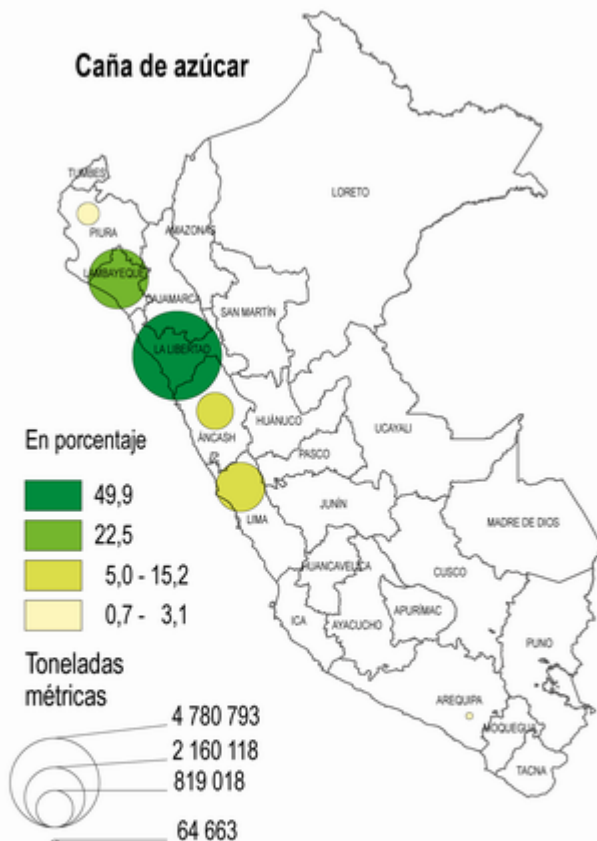 Caña de azúcar
TUMBES
LORETO
PIURA
AMAZONAS
LAMBAYEQUE
CAJAMARCA
SAN MARTÍN
LA LIBERTAD
ÁNCASH
HUÁNUCO
UCAYALI
PASCO
LIMA
JUNÍN
MADRE DE DIOS
HUANCAVELICA
CUSCO
ICA
AYACUCHO
APURÍMAC
PUNO
AREQUIPA
MOQUEGUA
TACNA
En porcentaje
49,9
22,5
5,0 - 15,2
0,7 - 3,1
Toneladas
métricas
4 780 793
2 160 118
819 018
64 663